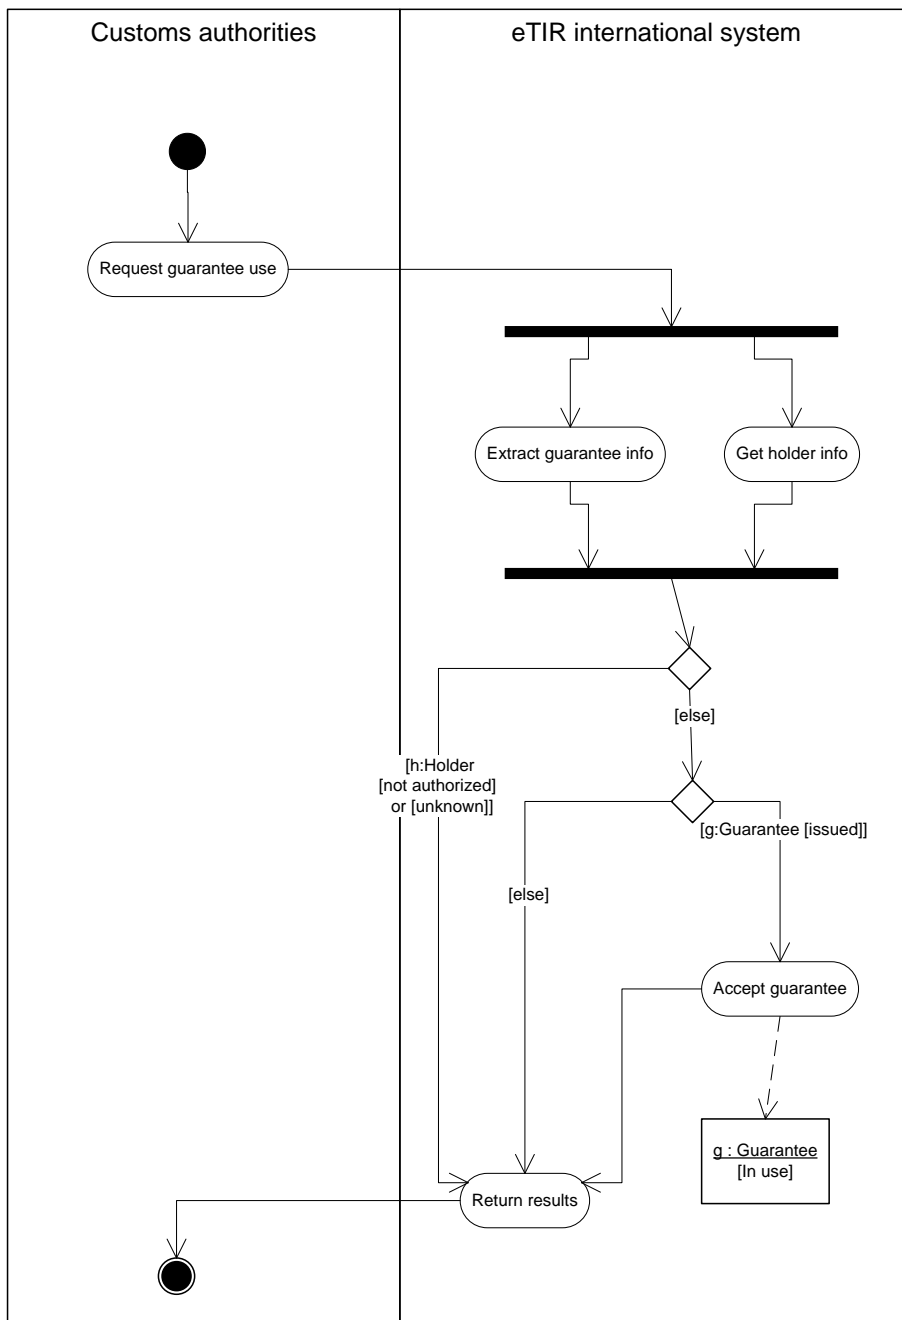 Customs authorities
eTIR international system
Request guarantee use
Extract guarantee info
Get holder info
[else]
[h:Holder
[not authorized]
or [unknown]]
[g:Guarantee [issued]]
[else]
Accept guarantee
g : Guarantee
[In use]
Return results